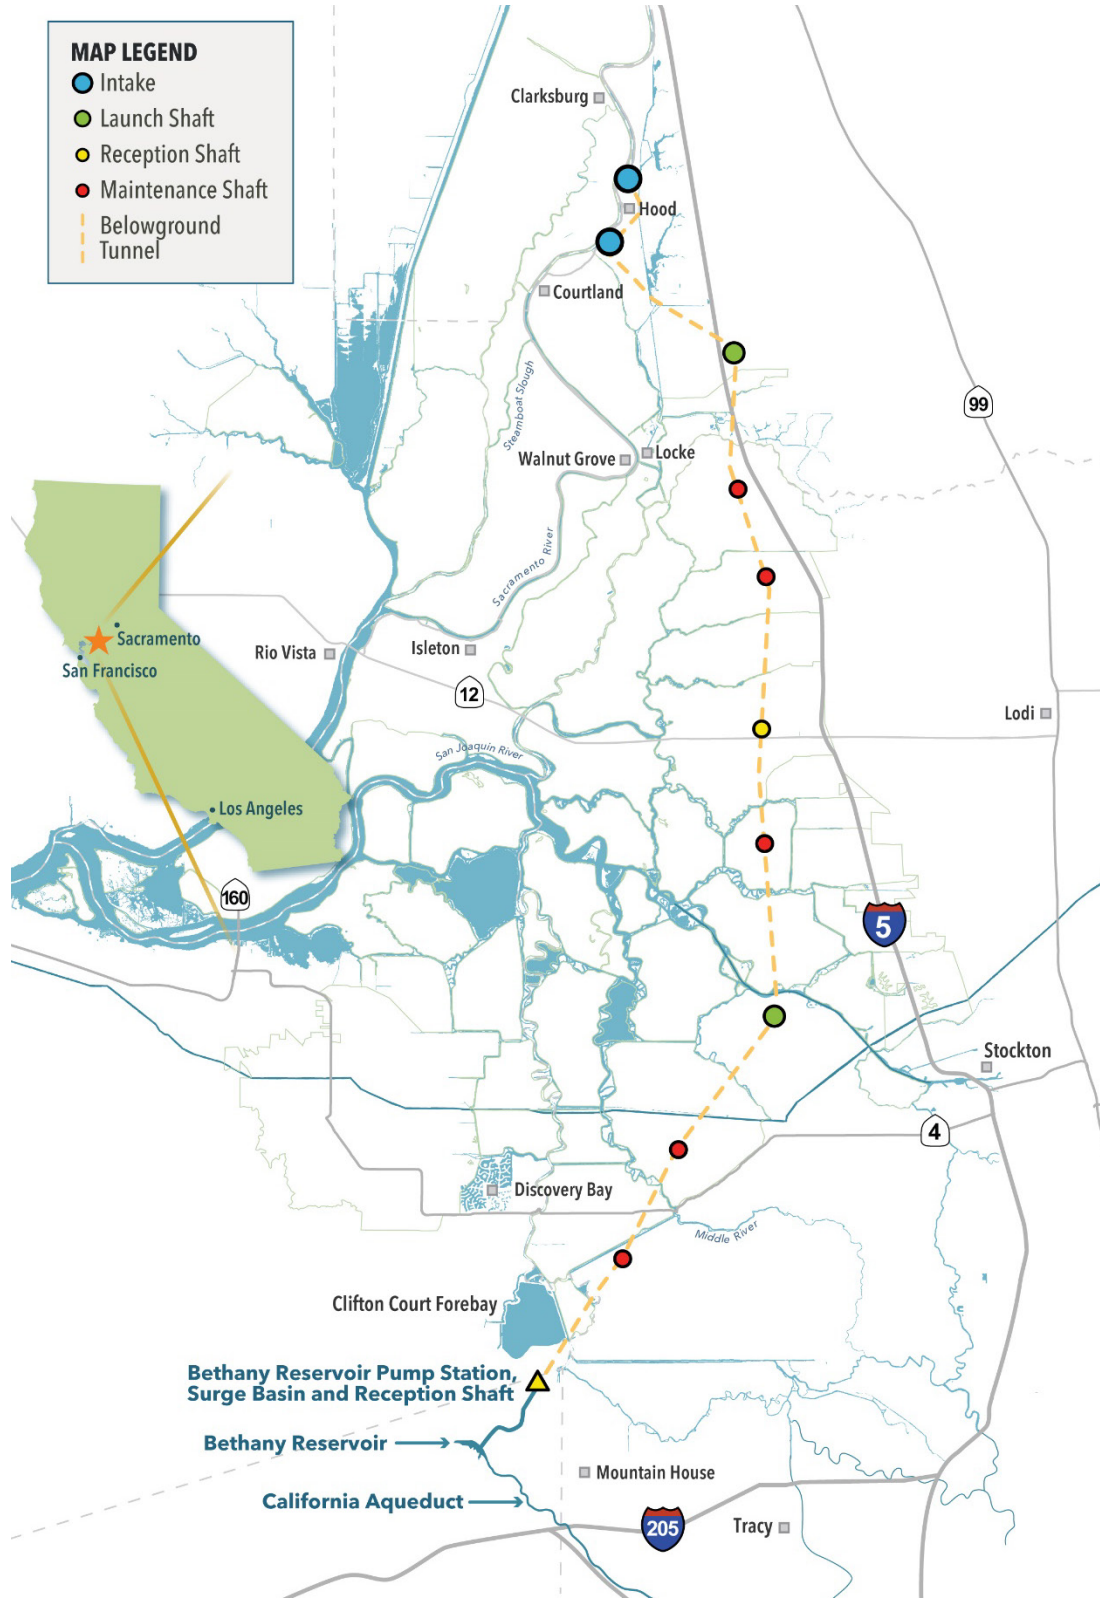 MAP LEGEND
Intake
Launch Shaft
Reception Shaft
Maintenance Shaft
Belowground
Tunnel
Clarksburg
Hood
Courtland
Steamboat Slough
99
Walnut Grove
Locke
Sacramento River
Sacramento
San Francisco
Los Angeles
Rio Vista
Isleton
12
Lodi
San Joaquin River
160
5
Stockton
4
Discovery Bay
Middle River
Clifton Court Forebay
Bethany Reservoir Pump Station,
Surge Basin and Reception Shaft
Bethany Reservoir
Mountain House
California Aqueduct
205
Tracy